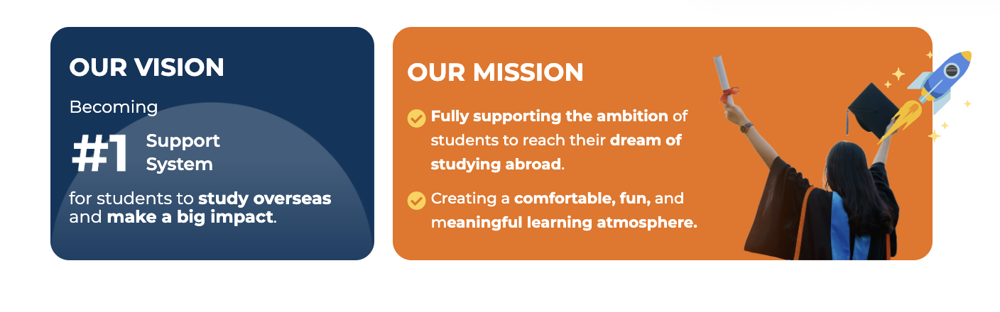 OUR VISION
Becoming
#1
Support
System
for students to study overseas
and make a big impact.
OUR MISSION
Fully supporting the ambition of
students to reach their dream of
studying abroad.
Creating a comfortable, fun, and
meaningful learning atmosphere.